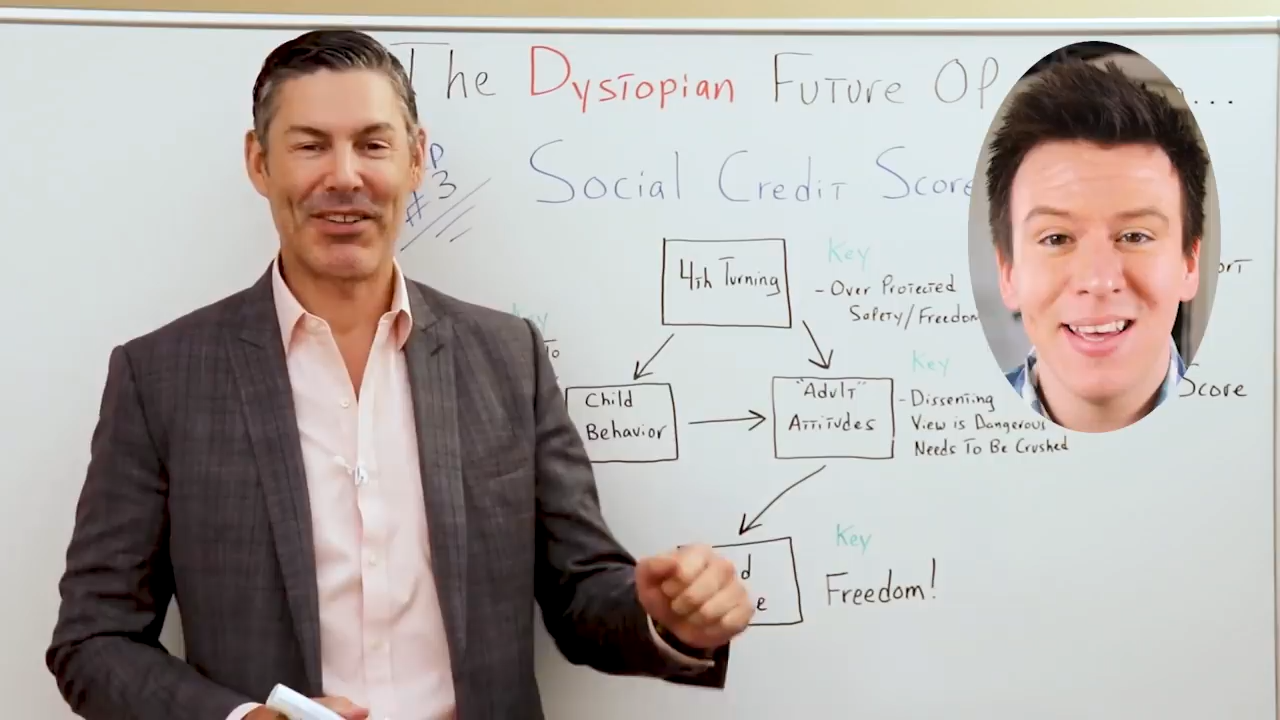 The Dystopian Future Of ...
#3
Social Credit Score
4th Turning
Key
- Over Protected
Safety/Freedom
Child
Behavior
"Adult"
Attitudes
Key
- Dissenting
View is Dangerous
Needs To Be Crushed
Score
Key
Freedom!